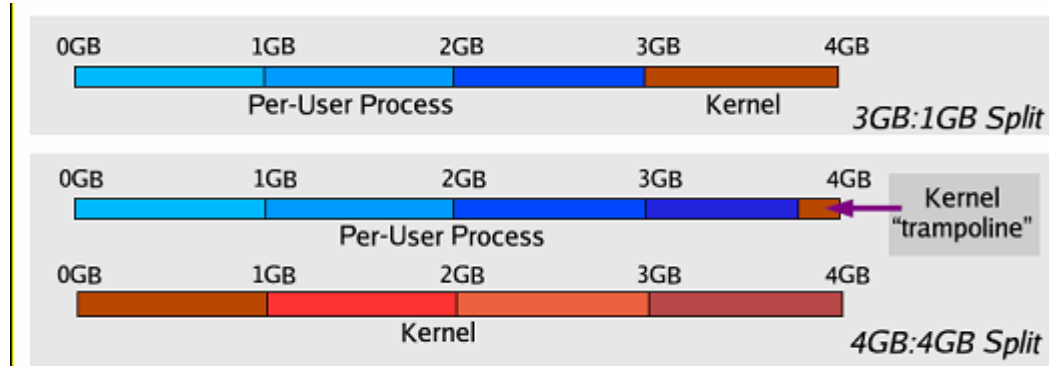 0GB 1GB 2GB 3GB 4GB
Per-User Process Kernel
3GB:1GB Split
0GB 1GB 2GB 3GB 4GB
Kernel
"trampoline"
Per-User Process
0GB 1GB 2GB 3GB 4GB
Kernel
4GB:4GB Split